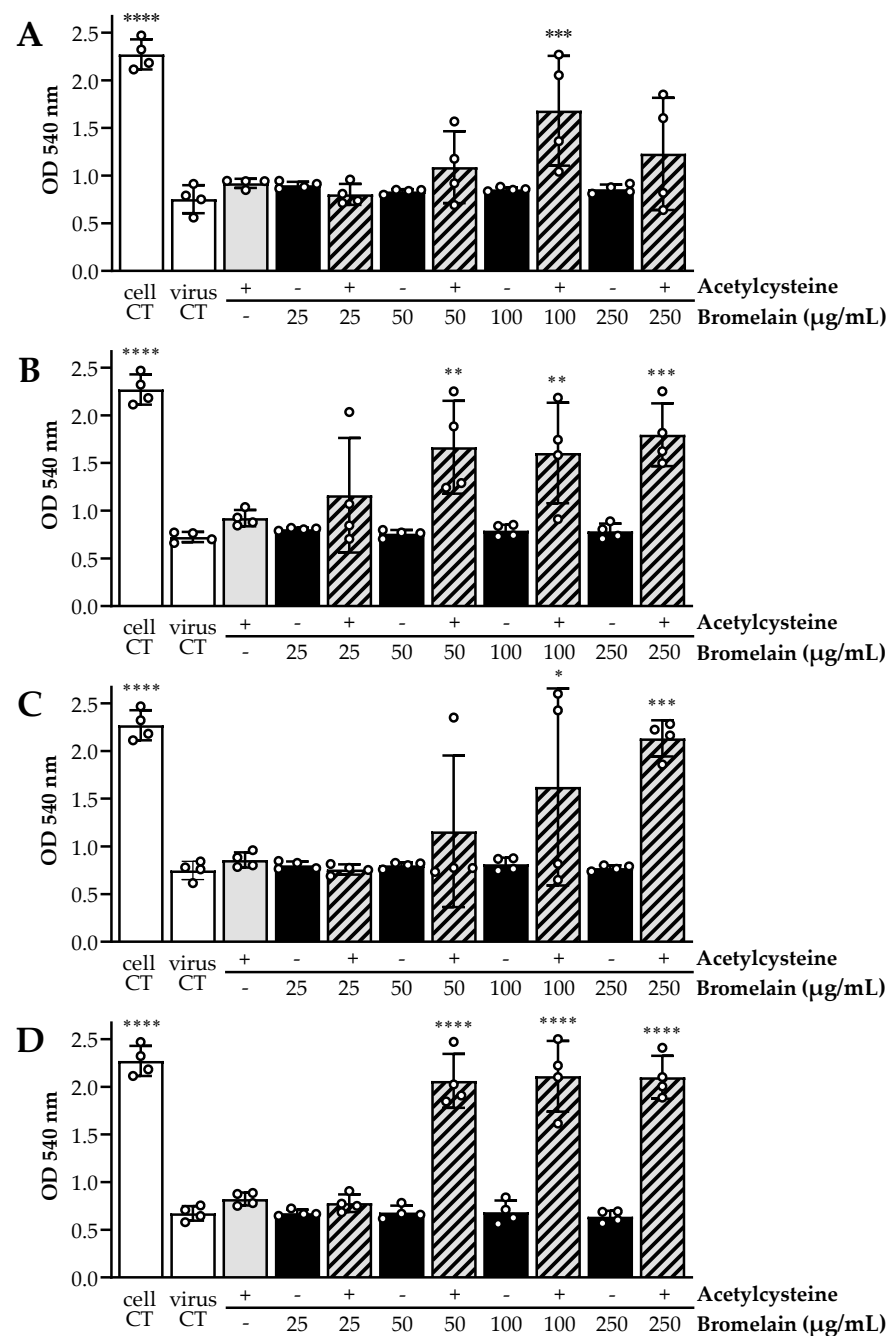 A
**** ***
OD 540 nm
2.5
2.0
1.5
1.0
0.5
0.0
cell CT virus CT
+ - + - + - + - + Acetylcysteine
- 25 25 50 50 100 100 250 250 Bromelain (μg/mL)
B
**** ** ** ***
OD 540 nm
2.5
2.0
1.5
1.0
0.5
0.0
cell CT virus CT
+ - + - + - + - + Acetylcysteine
- 25 25 50 50 100 100 250 250 Bromelain (μg/mL)
C
**** * ***
OD 540 nm
2.5
2.0
1.5
1.0
0.5
0.0
cell CT virus CT
+ - + - + - + - + Acetylcysteine
- 25 25 50 50 100 100 250 250 Bromelain (μg/mL)
D
**** **** **** ****
OD 540 nm
2.5
2.0
1.5
1.0
0.5
0.0
cell CT virus CT
+ - + - + - + - + Acetylcysteine
- 25 25 50 50 100 100 250 250 Bromelain (μg/mL)